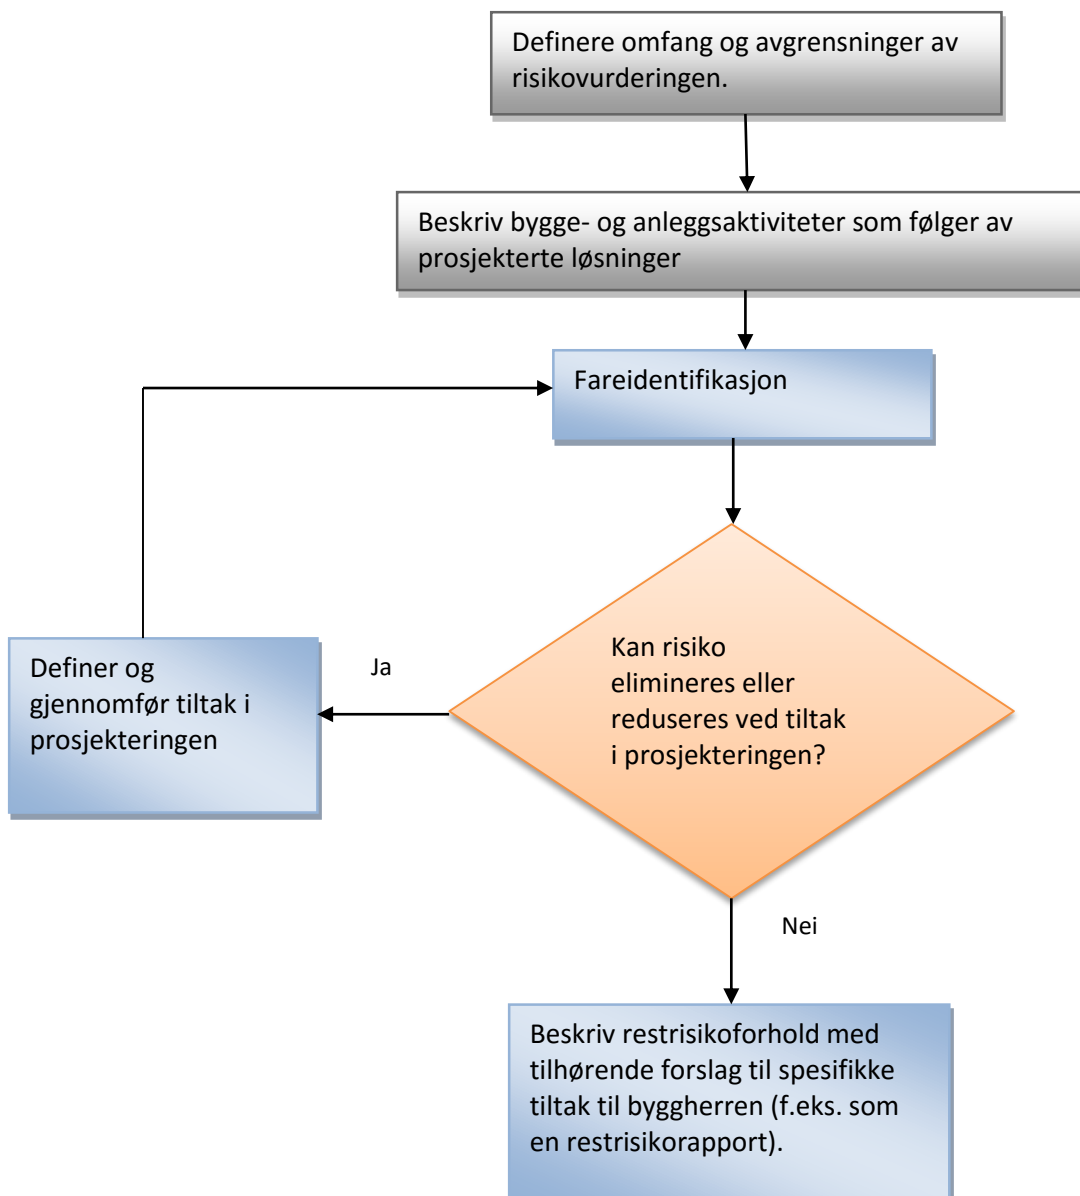 Definere omfang og avgrensninger av
risikovurderingen.
Beskriv bygge- og anleggsaktiviteter som følger av
prosjekterte løsninger
Fareidentifikasjon
Kan risiko
elimineres eller
reduseres ved tiltak
i prosjekteringen?
Ja
Definer og
gjennomfør tiltak i
prosjekteringen
Nei
Beskriv restrisikoforhold med
tilhørende forslag til spesifikke
tiltak til byggherren (f.eks. som
en restrisikorapport).